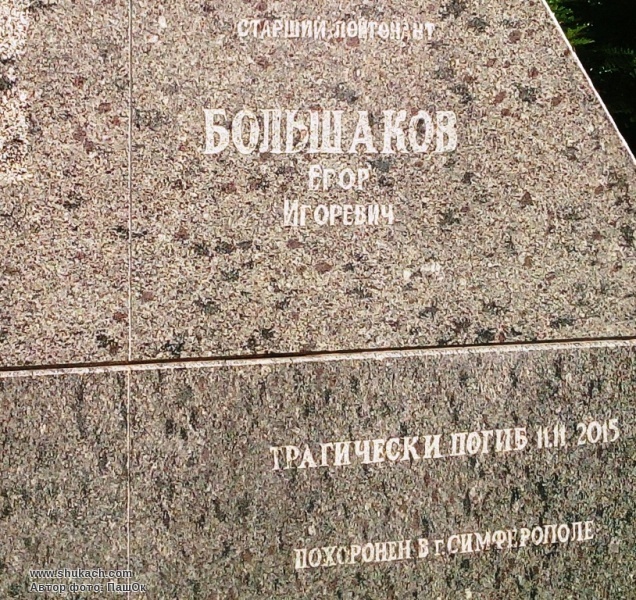 СТАРШИЙ ЛЕЙТЕНАНТ
БОЛЬШАКОВ
ЕГОР
ИГОРЕВИЧ
ТРАГИЧЕСКИ ПОГИБ 11.11. 2015
ПОХОРОНЕН В Г.СИМФЕРОПОЛЕ
www.shukach.com
Автор фото: ПашОк